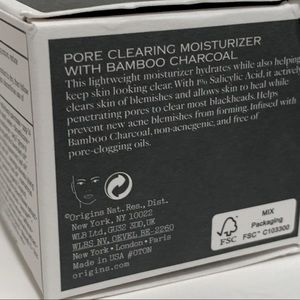 PORE CLEARING MOISTURIZER
WITH BAMBOO CHARCOAL
This lightweight moisturizer hydrates while also helping
keep skin looking clear. With 1% Salicylic Acid, it actively
clears skin of blemishes and allows skin to heal while
penetrating pores to clear most blackheads. Helps
prevent new acne blemishes from forming. Infused with
Bamboo Charcoal, non-acnegenic, and free of
pore-clogging oils.
©Origins Nat. Res., Dist.
New York, NY 10022
WLB Ltd, GU32 3DD, UK
WLBS NV, OEVEL BE-2260
New York · London · Paris
Made in USA #OTON
origins.com
FSC
MIX
Packaging
FSC™ C103300